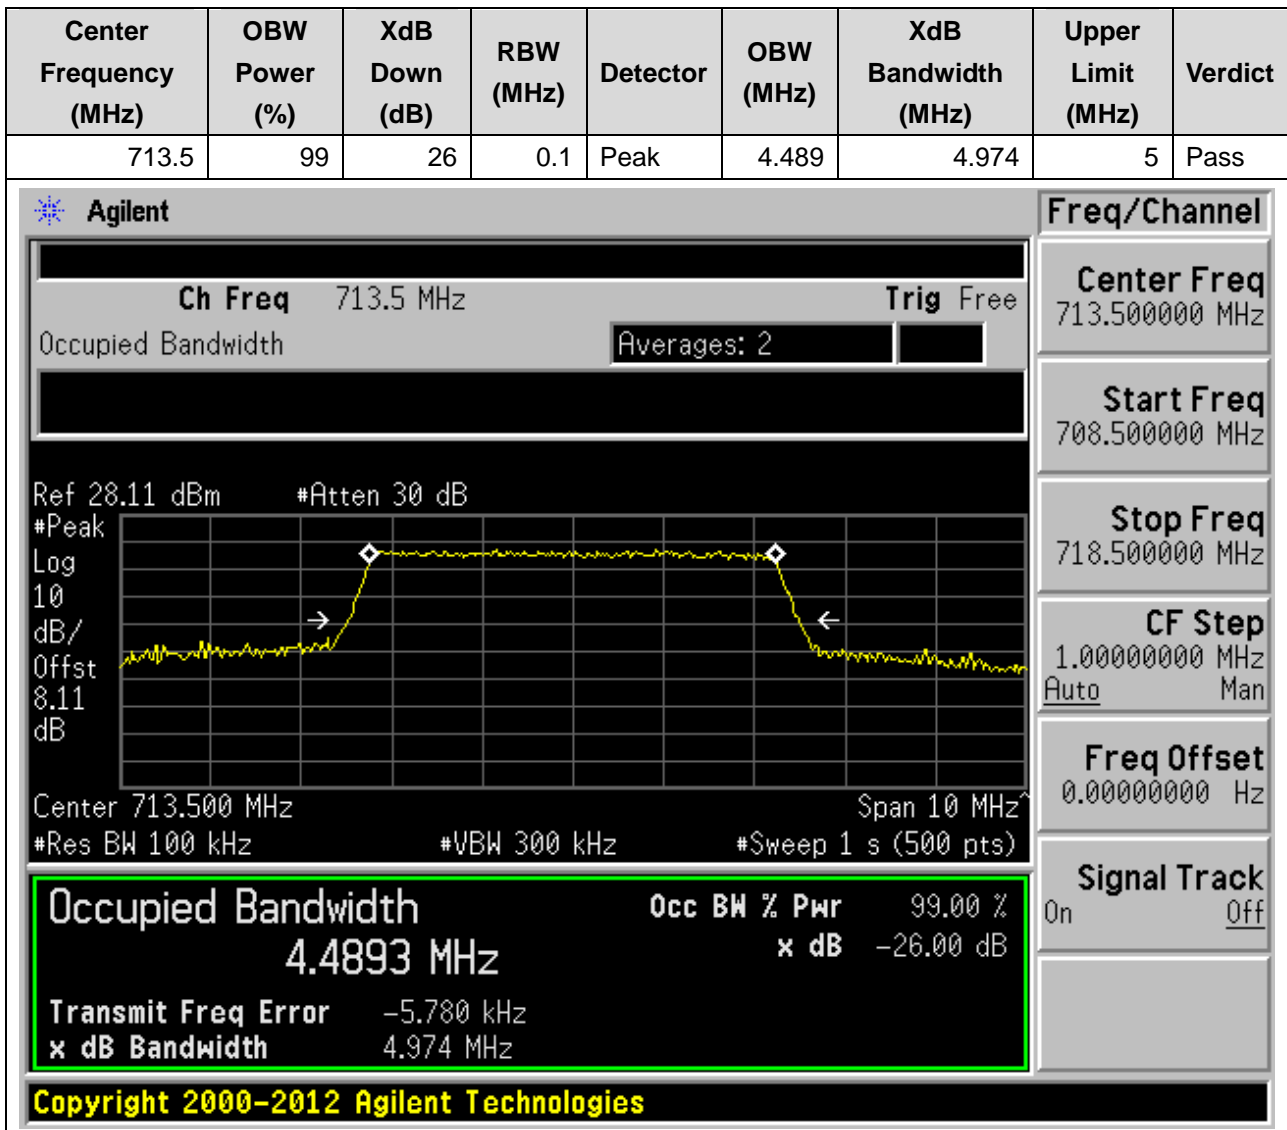 Center Frequency (MHz) OBW Power (%) XdB Down (dB) RBW (MHz) Detector OBW (MHz) XdB Bandwidth (MHz) Upper Limit (MHz) Verdict
713.5 99 26 0.1 Peak 4.489 4.974 5 Pass
Agilent
Freq/Channel
Ch Freq 713.5 MHz Trig Free
Occupied Bandwidth Averages: 2
Center Freq
713.500000 MHz
Start Freq
708.500000 MHz
Stop Freq
718.500000 MHz
CF Step
1.00000000 MHz
Auto Man
Freq Offset
0.00000000 Hz
Signal Track
On Off
Ref 28.11 dBm #Atten 30 dB
#Peak
Log
10
dB/
Offst
8.11
dB
Center 713.500 MHz Span 10 MHz^
#Res BW 100 kHz #VBW 300 kHz #Sweep 1 s (500 pts)
Occupied Bandwidth Occ BW % Pwr 99.00 %
4.4893 MHz x dB -26.00 dB
Transmit Freq Error -5.780 kHz
x dB Bandwidth 4.974 MHz
Copyright 2000-2012 Agilent Technologies